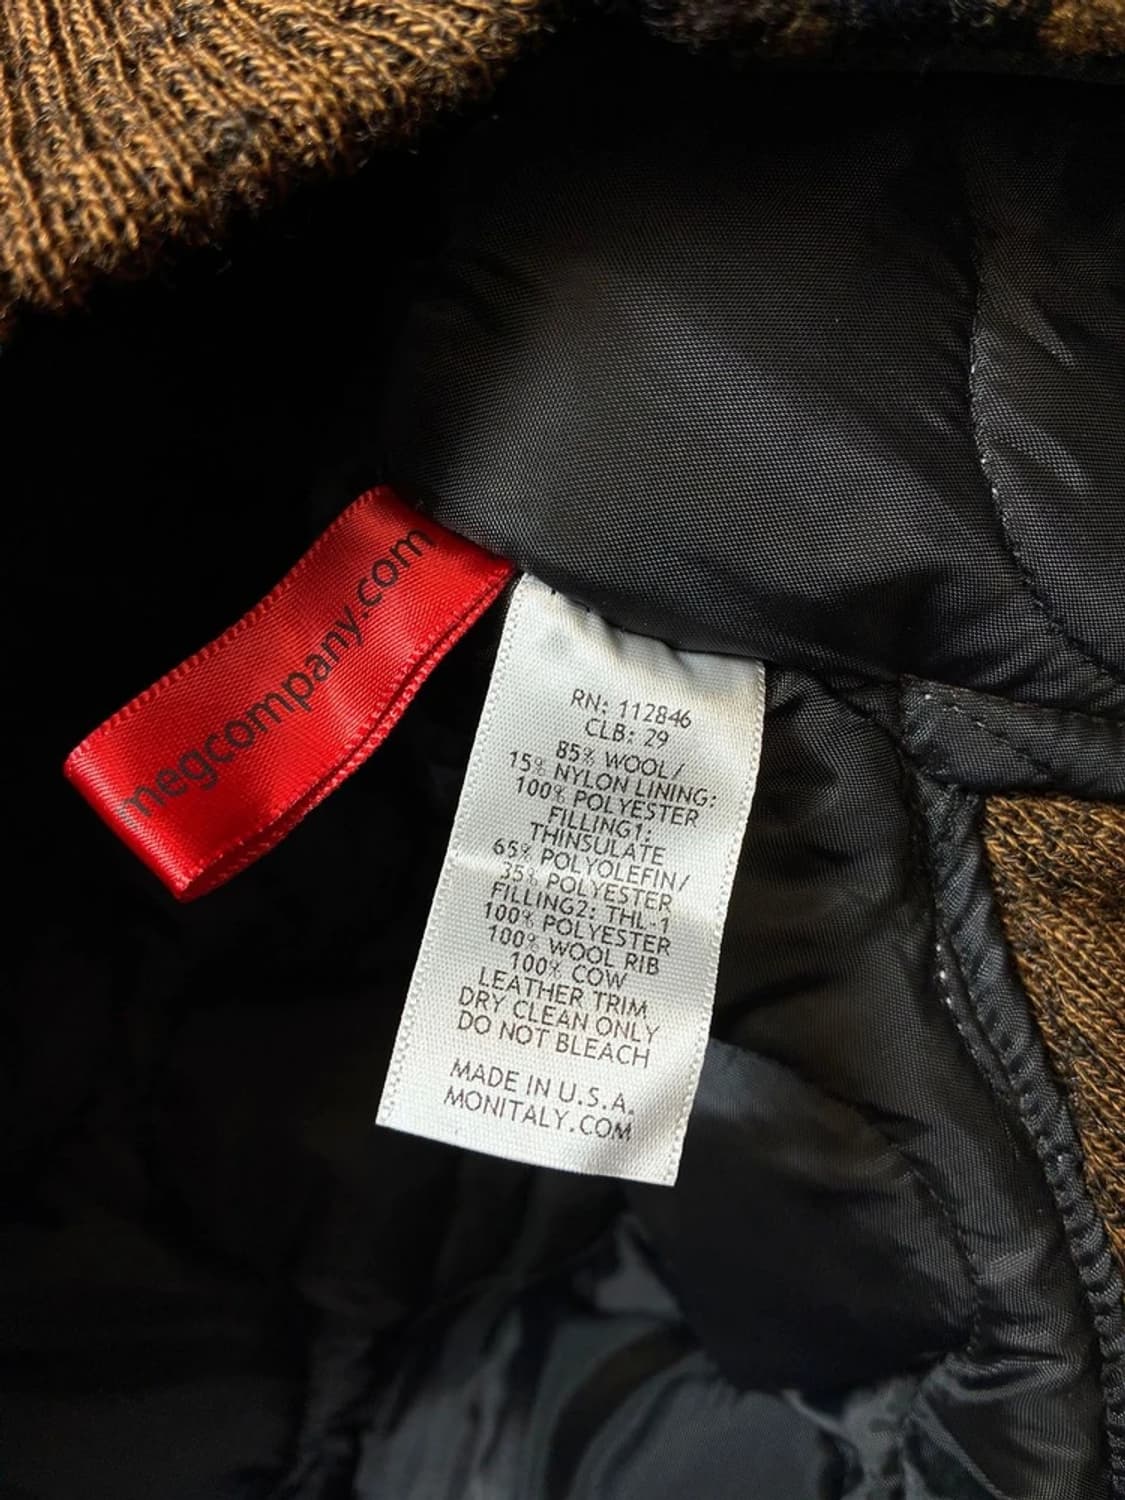 megcompany.com
RN: 112846
CLB: 29
85% WOOL/
15% NYLON LINING:
100% POLYESTER
FILLING1:
THINSULATE
65% POLYOLEFIN/
35% POLYESTER
FILLING2: THL-1
100% POLYESTER
100% WOOL RIB
100% COW
LEATHER TRIM
DRY CLEAN ONLY
DO NOT BLEACH
MADE IN U.S.A.
MONITALY.COM